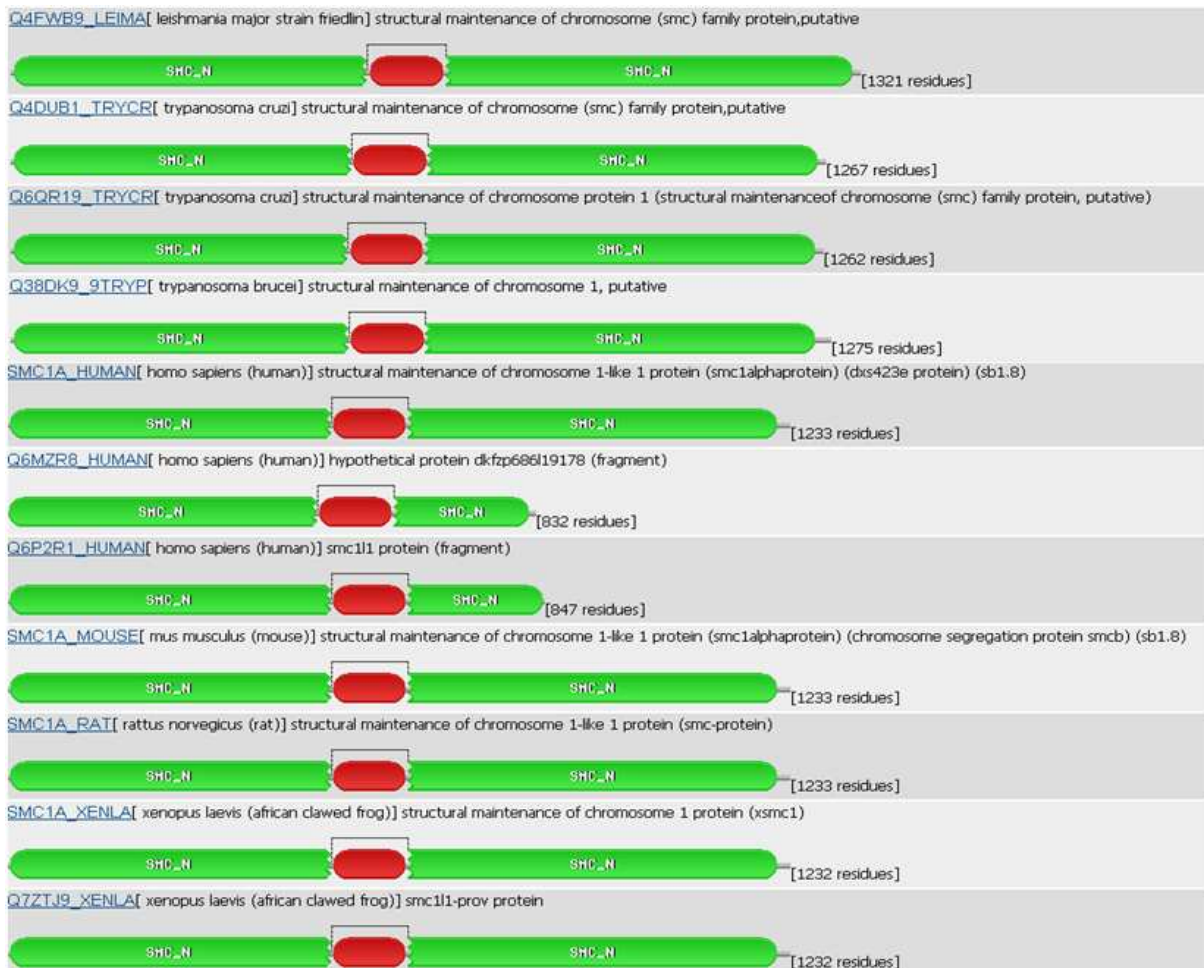 Q4FWB9_LEIMA[ leishmania major strain friedlin] structural maintenance of chromosome (smc) family protein,putative
SMC_N SMC_N [1321 residues]
Q4DUB1_TRYCR[ trypanosoma cruzi] structural maintenance of chromosome (smc) family protein,putative
SMC_N SMC_N [1267 residues]
Q6QR19_TRYCR[ trypanosoma cruzi] structural maintenance of chromosome protein 1 (structural maintenanceof chromosome (smc) family protein, putative)
SMC_N SMC_N [1262 residues]
Q38DK9_9TRYP[ trypanosoma brucei] structural maintenance of chromosome 1, putative
SMC_N SMC_N [1275 residues]
SMC1A_HUMAN[ homo sapiens (human)] structural maintenance of chromosome 1-like 1 protein (smc1alphaprotein) (dxs423e protein) (sb1.8)
SMC_N SMC_N [1233 residues]
Q6MZR8_HUMAN[ homo sapiens (human)] hypothetical protein dkfzp686l19178 (fragment)
SMC_N SMC_N [832 residues]
Q6P2R1_HUMAN[ homo sapiens (human)] smc1l1 protein (fragment)
SMC_N SMC_N [847 residues]
SMC1A_MOUSE[ mus musculus (mouse)] structural maintenance of chromosome 1-like 1 protein (smc1alphaprotein) (chromosome segregation protein smcb) (sb1.8)
SMC_N SMC_N [1233 residues]
SMC1A_RAT[ rattus norvegicus (rat)] structural maintenance of chromosome 1-like 1 protein (smc-protein)
SMC_N SMC_N [1233 residues]
SMC1A_XENLA[ xenopus laevis (african clawed frog)] structural maintenance of chromosome 1 protein (xsmc1)
SMC_N SMC_N [1232 residues]
Q7ZTJ9_XENLA[ xenopus laevis (african clawed frog)] smc1l1-prov protein
SMC_N SMC_N [1232 residues]